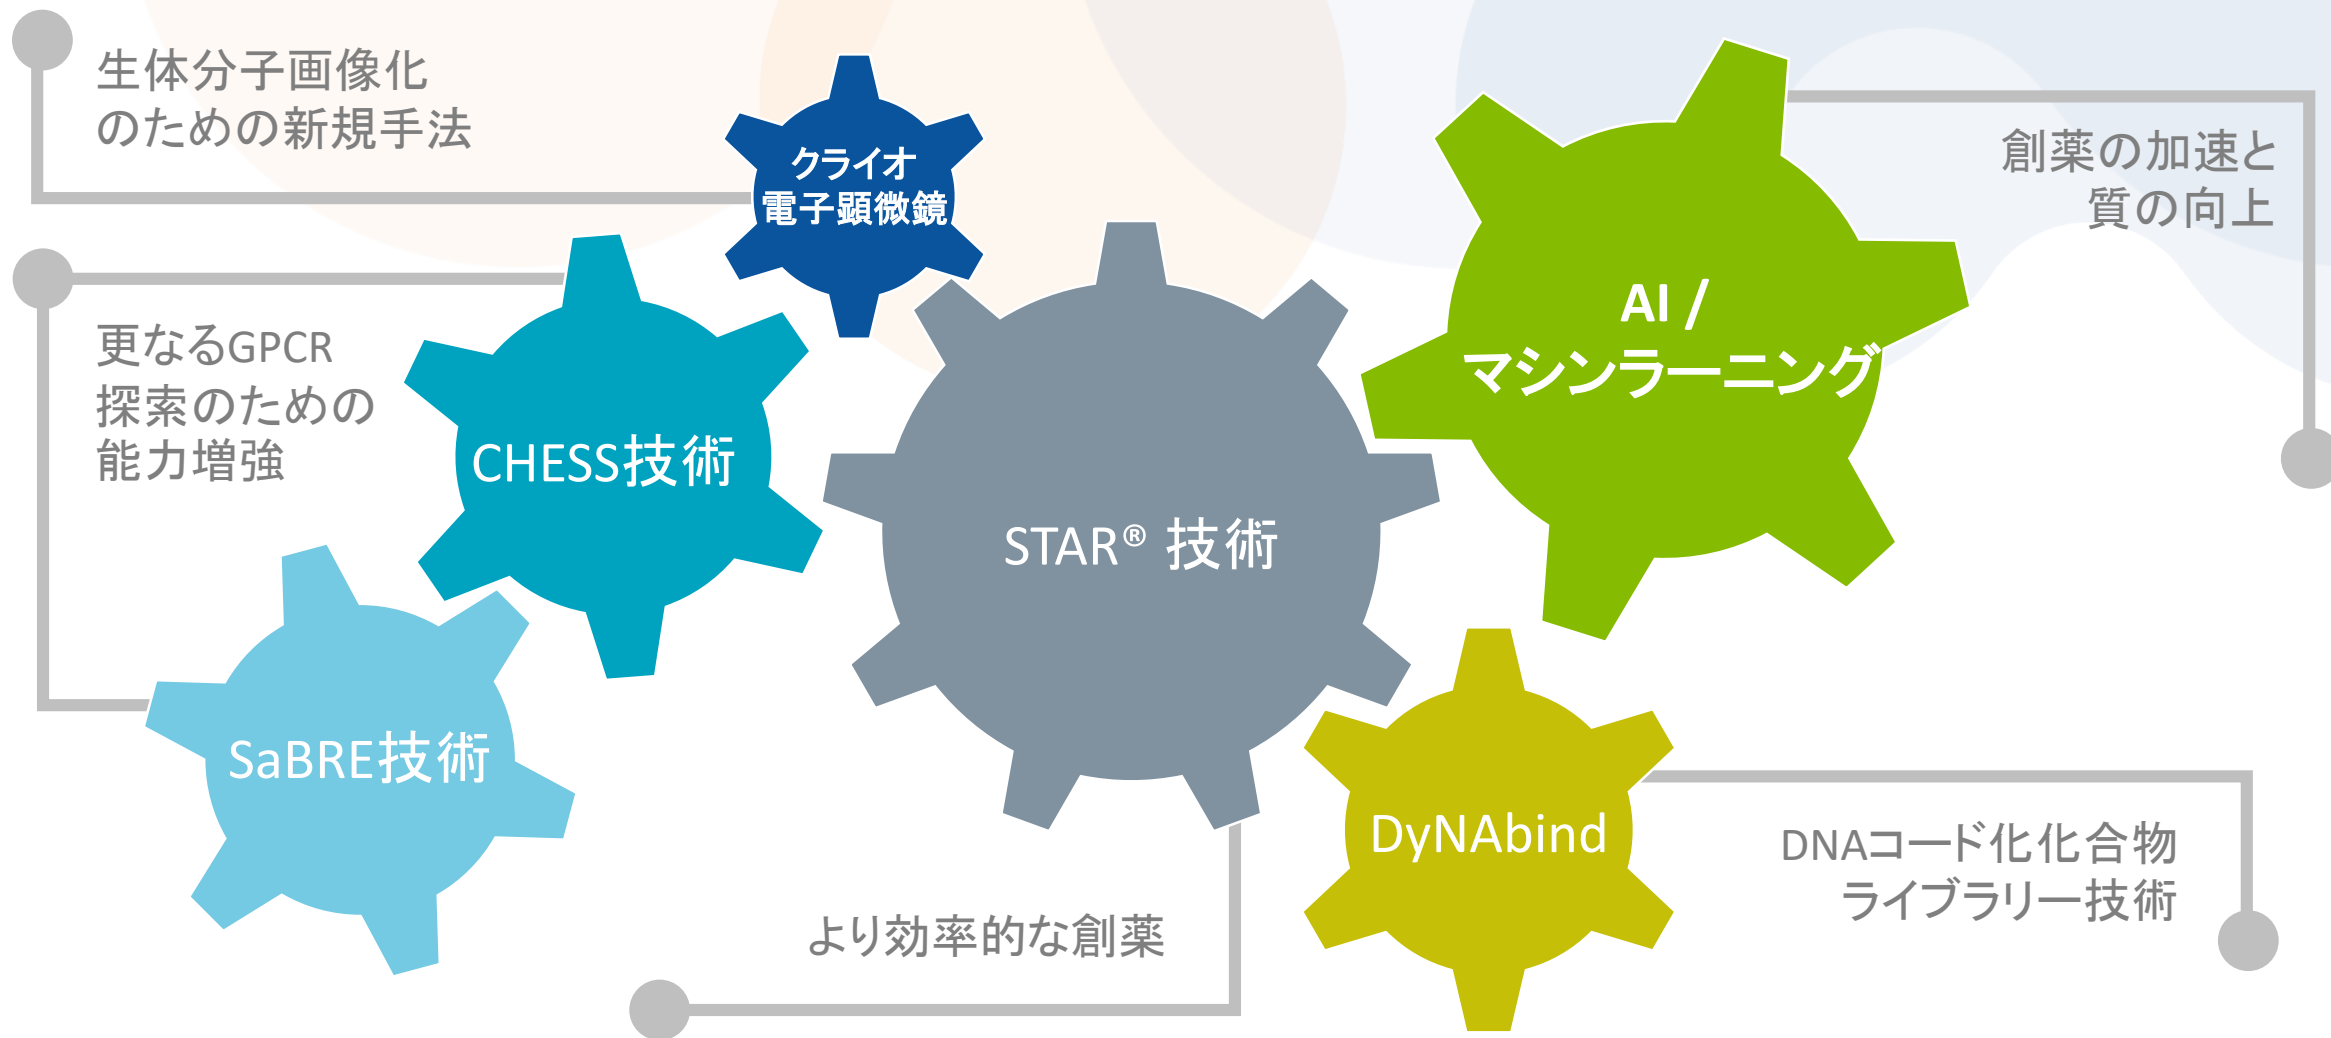 生体分子画像化
のための新規手法
クライオ
電子顕微鏡
創薬の加速と
質の向上
AI /
マシンラーニング
更なるGPCR
探索のための
能力増強
CHESS技術
STAR® 技術
SaBRE技術
DyNAbind
DNAコード化化合物
ライブラリー技術
より効率的な創薬